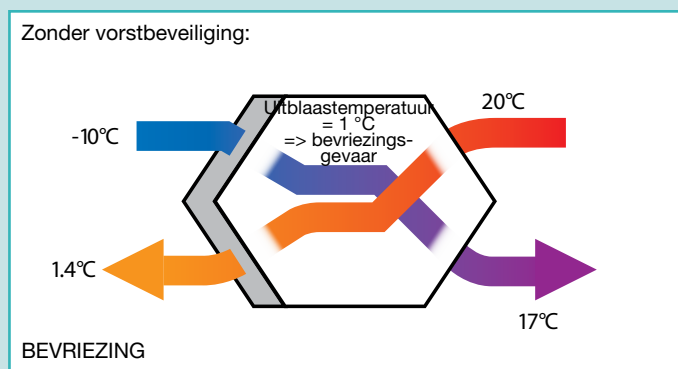 Zonder vorstbeveiliging:
Uitblaastemperatuur
= 1 °C
=> bevriezings-
gevaar
20℃
-10℃
1.4℃
17℃
BEVRIEZING